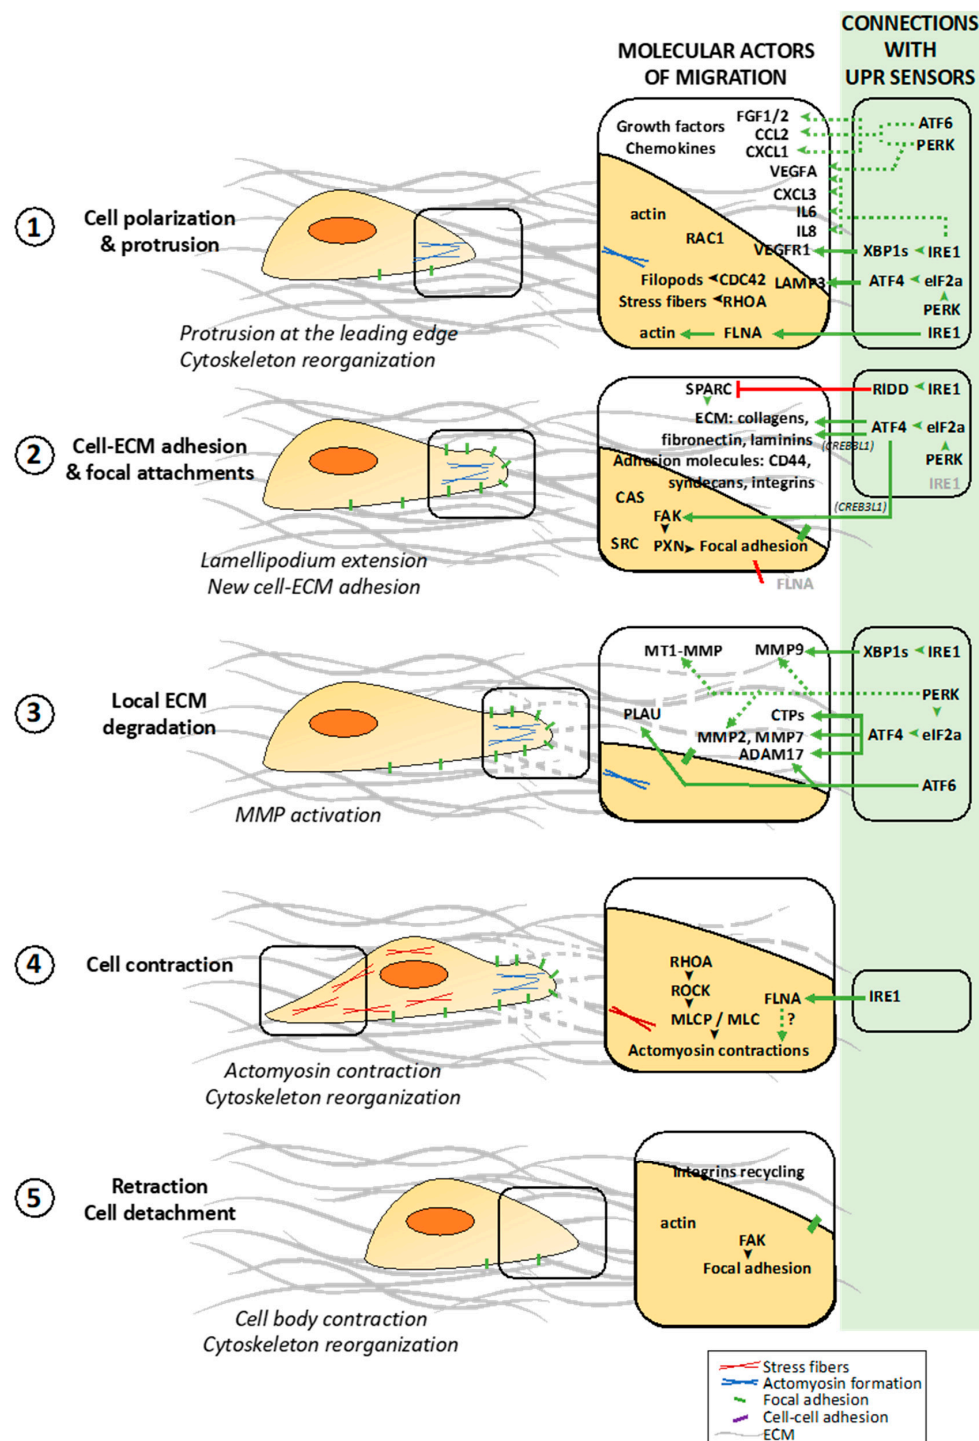 MOLECULAR ACTORS
OF MIGRATION
CONNECTIONS
WITH
UPR SENSORS
1
Cell polarization
& protrusion
Protrusion at the leading edge
Cytoskeleton reorganization
Growth factors
Chemokines
FGF1/2
CCL2
CXCL1
VEGFA
CXCL3
IL6
IL8
VEGFR1
LAMP3
actin
RAC1
Filopods CDC42
Stress fibers RHOA
actin FLNA
ATF6
PERK
XBP1s IRE1
ATF4 eIF2a
PERK
IRE1
2
Cell-ECM adhesion
& focal attachments
Lamellipodium extension
New cell-ECM adhesion
SPARC
ECM: collagens,
fibronectin, laminins
Adhesion molecules: CD44,
syndecans, integrins
CAS
FAK
SRC PXN Focal adhesion
FLNA
RIDD IRE1
ATF4 eIF2a
(CREB3L1)
PERK
IRE1
(CREB3L1)
3
Local ECM
degradation
MMP activation
MT1-MMP MMP9
PLAU
CTPs
MMP2, MMP7
ADAM17
XBP1s IRE1
PERK
ATF4 eIF2a
ATF6
4
Cell contraction
Actomyosin contraction
Cytoskeleton reorganization
RHOA
ROCK
MLCP / MLC
FLNA
?
Actomyosin contractions
IRE1
5
Retraction
Cell detachment
Cell body contraction
Cytoskeleton reorganization
Integrins recycling
actin
FAK
Focal adhesion
Stress fibers
Actomyosin formation
Focal adhesion
Cell-cell adhesion
ECM